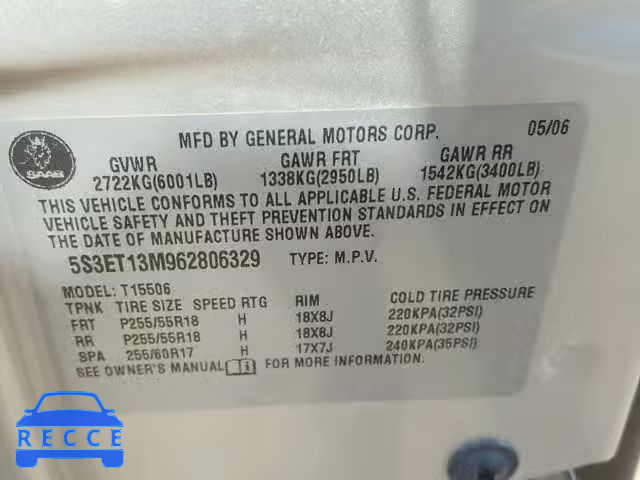 MFD BY GENERAL MOTORS CORP. 05/06
SAAB
GVWR GAWR FRT GAWR RR
2722KG(6001LB) 1338KG(2950LB) 1542KG(3400LB)
THIS VEHICLE CONFORMS TO ALL APPLICABLE U.S. FEDERAL MOTOR
VEHICLE SAFETY AND THEFT PREVENTION STANDARDS IN EFFECT ON
THE DATE OF MANUFACTURE SHOWN ABOVE.
5S3ET13M962806329 TYPE: M.P.V.
MODEL: T15506
TPNK TIRE SIZE SPEED RTG RIM COLD TIRE PRESSURE
FRT P255/55R18 H 18X8J 220KPA(32PSI)
RR P255/55R18 H 18X8J 220KPA(32PSI)
SPA 255/60R17 H 17X7J 240KPA(35PSI)
SEE OWNER'S MANUAL FOR MORE INFORMATION.
RECCE